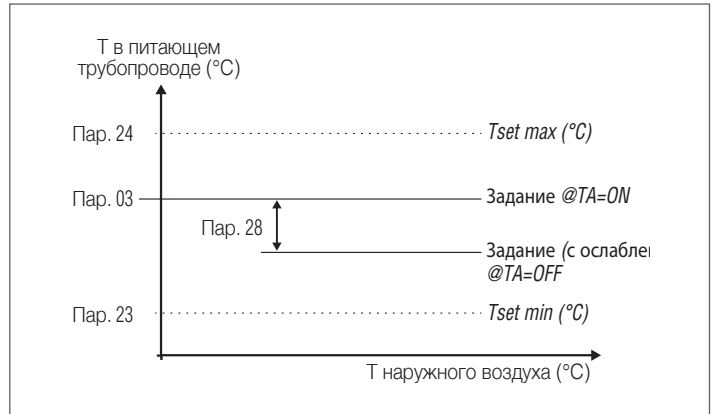 Т в питающем
трубопроводе (°C)
Пар. 24
Tset max (°C)
Пар. 03
Задание @TA=ON
Пар. 28
Задание (с ослабле
@TA=OFF
Пар. 23
Tset min (°C)
Т наружного воздуха (°C)